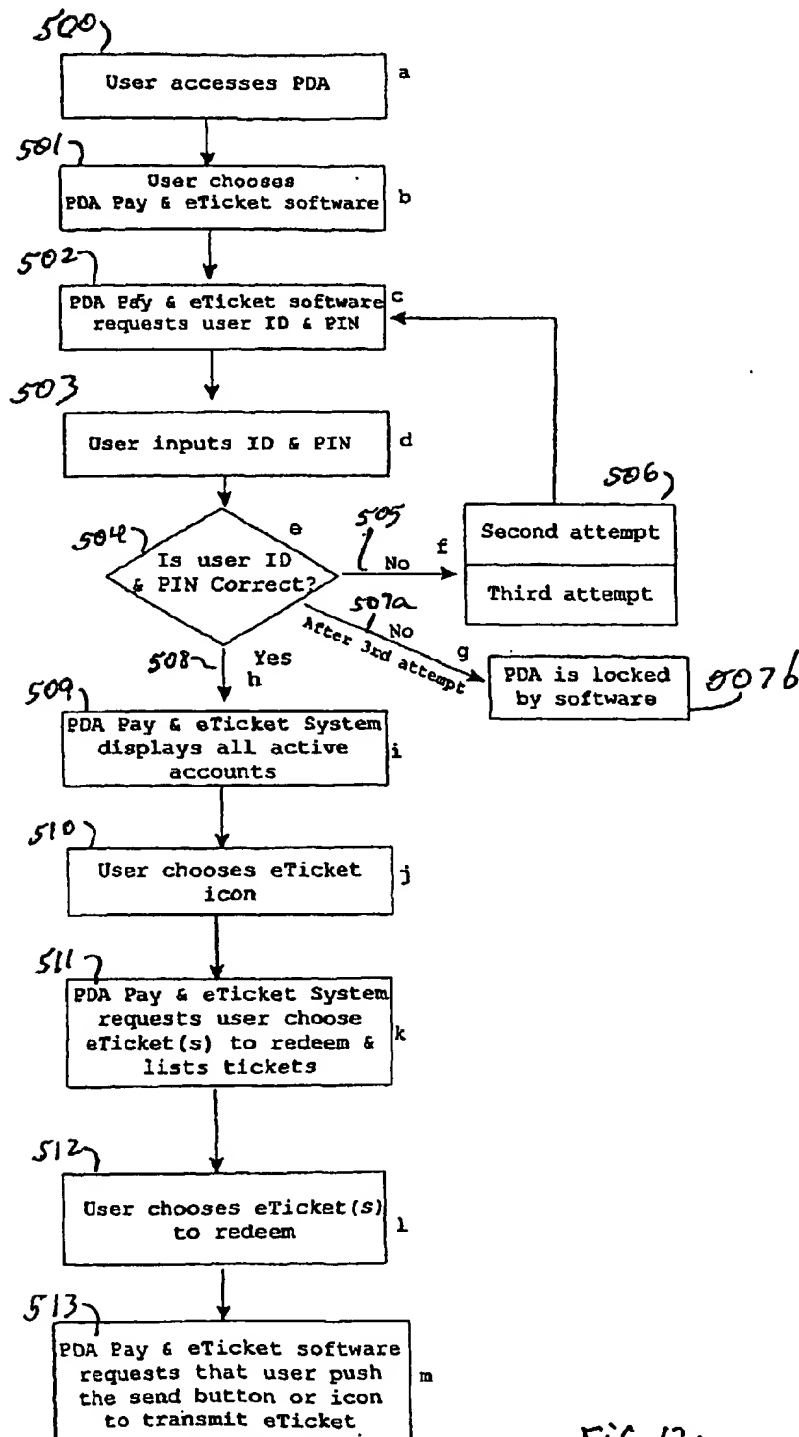 500
User accesses PDA
a
501
User chooses
PDA Pay & eTicket software
b
502
PDA Pay & eTicket software
requests user ID & PIN
c
503
User inputs ID & PIN
d
504
e
Is user ID
& PIN Correct?
505
No
f
506
Second attempt
Third attempt
507a
No
After 3rd attempt
g
PDA is locked
by software
507b
508
Yes
h
509
PDA Pay & eTicket System
displays all active
accounts
i
510
User chooses eTicket
icon
j
511
PDA Pay & eTicket System
requests user choose
eTicket(s) to redeem &
lists tickets
k
512
User chooses eTicket(s)
to redeem
l
513
PDA Pay & eTicket software
requests that user push
the send button or icon
to transmit eTicket
m